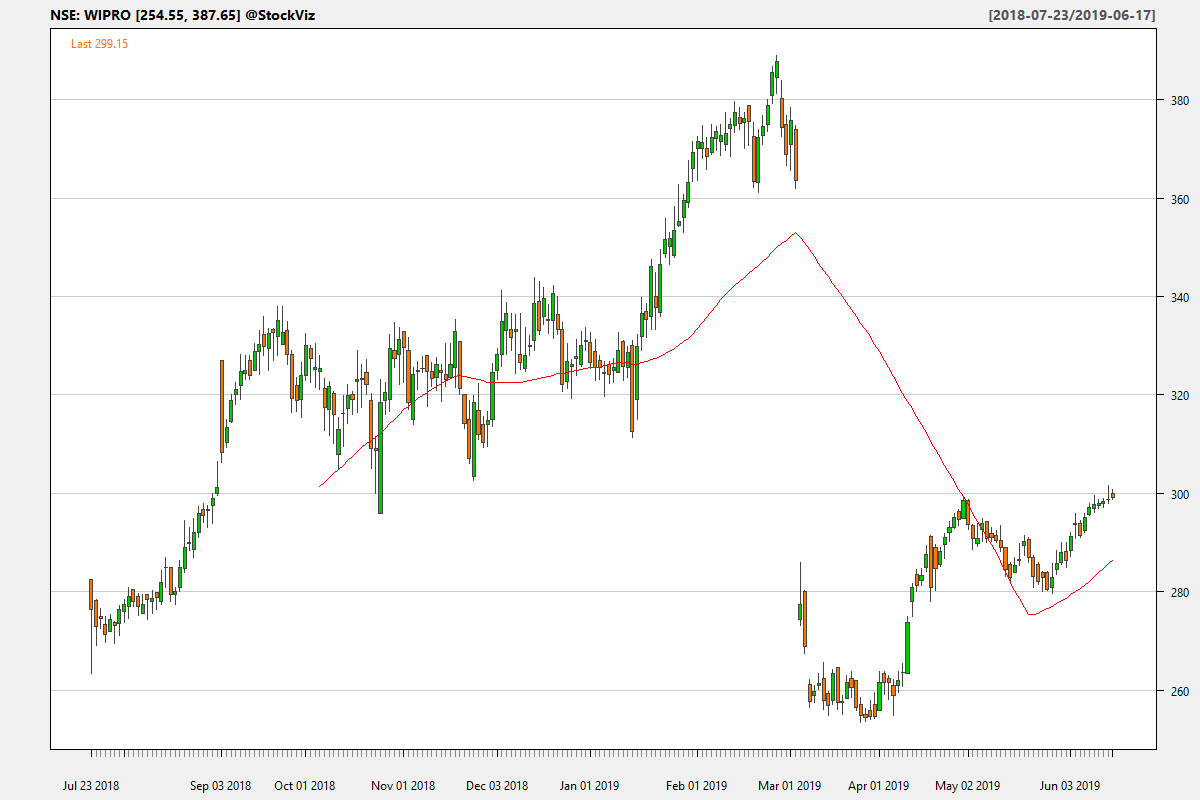 NSE: WIPRO [254.55, 387.65] @StockViz
[2018-07-23/2019-06-17]
Last 299.15
380
360
340
320
300
280
260
Jul 23 2018
Sep 03 2018
Oct 01 2018
Nov 01 2018
Dec 03 2018
Jan 01 2019
Feb 01 2019
Mar 01 2019
Apr 01 2019
May 02 2019
Jun 03 2019